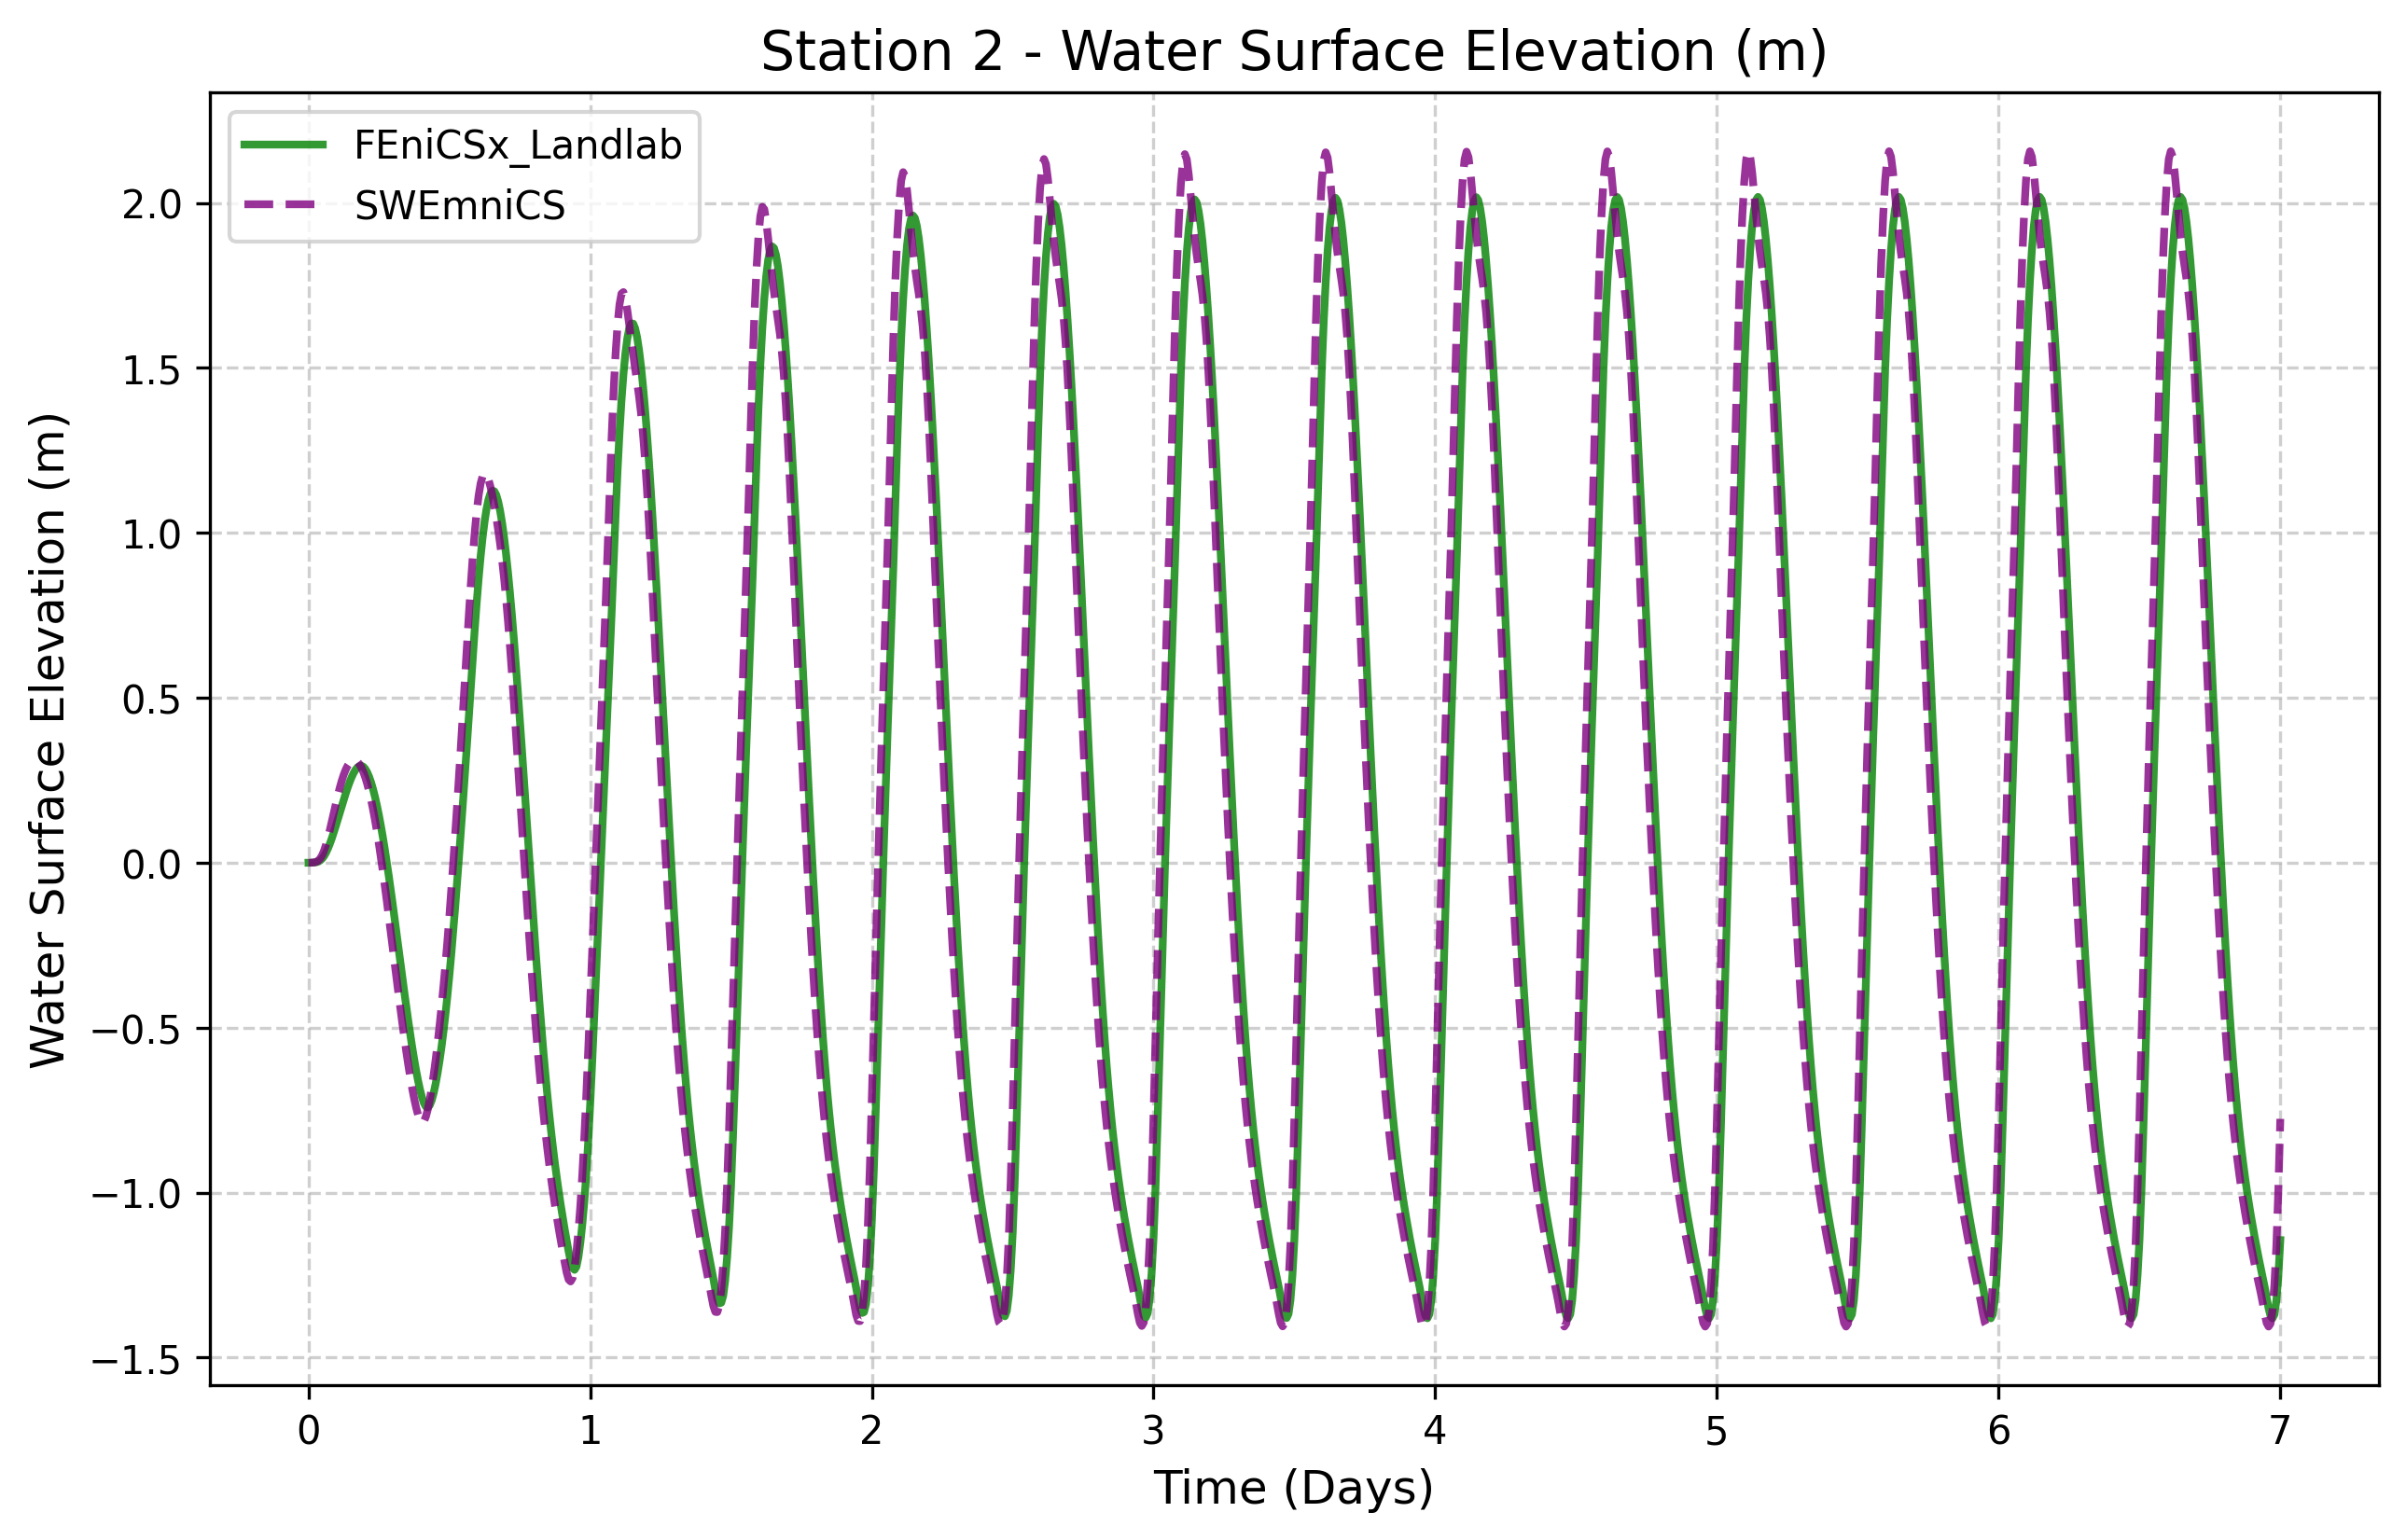 Station 2 - Water Surface Elevation (m)
FEniCSx_Landlab
SWEmniCS
Water Surface Elevation (m)
2.0
1.5
1.0
0.5
0.0
−0.5
−1.0
−1.5
0 1 2 3 4 5 6 7
Time (Days)